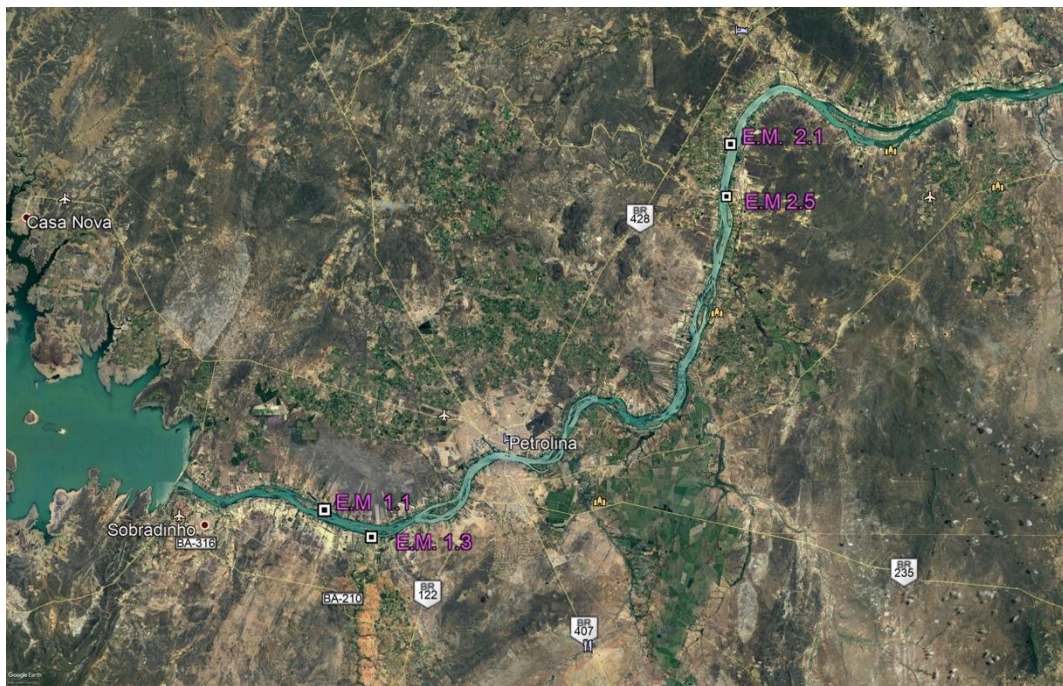 E.M. 2.1
Casa Nova
E.M 2.5
BR
428
Petrolina
E.M 1.1
Sobradinho
BA-316
E.M. 1.3
BR
235
BR
122
BA-210
BR
407
Google Earth